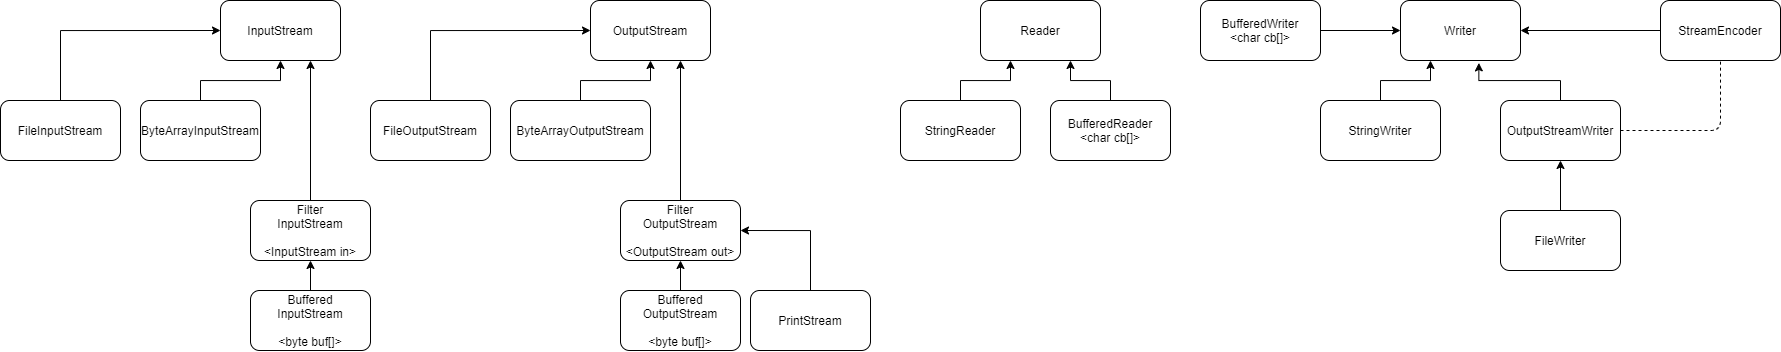 InputStream
OutputStream
Reader
BufferedWriter
<char cb[]>
Writer
StreamEncoder
FileInputStream
ByteArrayInputStream
FileOutputStream
ByteArrayOutputStream
StringReader
BufferedReader
<char cb[]>
StringWriter
OutputStreamWriter
Filter
InputStream
<InputStream in>
Filter
OutputStream
<OutputStream out>
FileWriter
Buffered
InputStream
<byte buf[]>
Buffered
OutputStream
<byte buf[]>
PrintStream